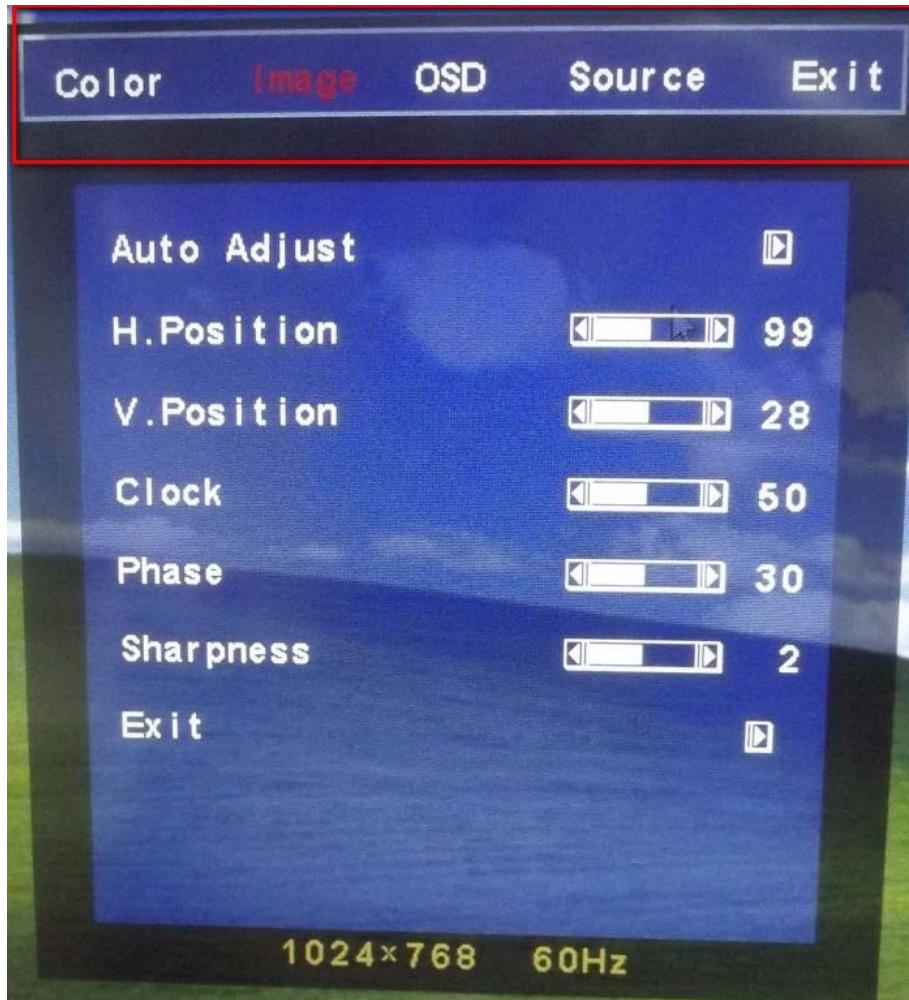 Color Image OSD Source Exit
Auto Adjust
H.Position 99
V.Position 28
Clock 50
Phase 30
Sharpness 2
Exit
1024×768 60Hz